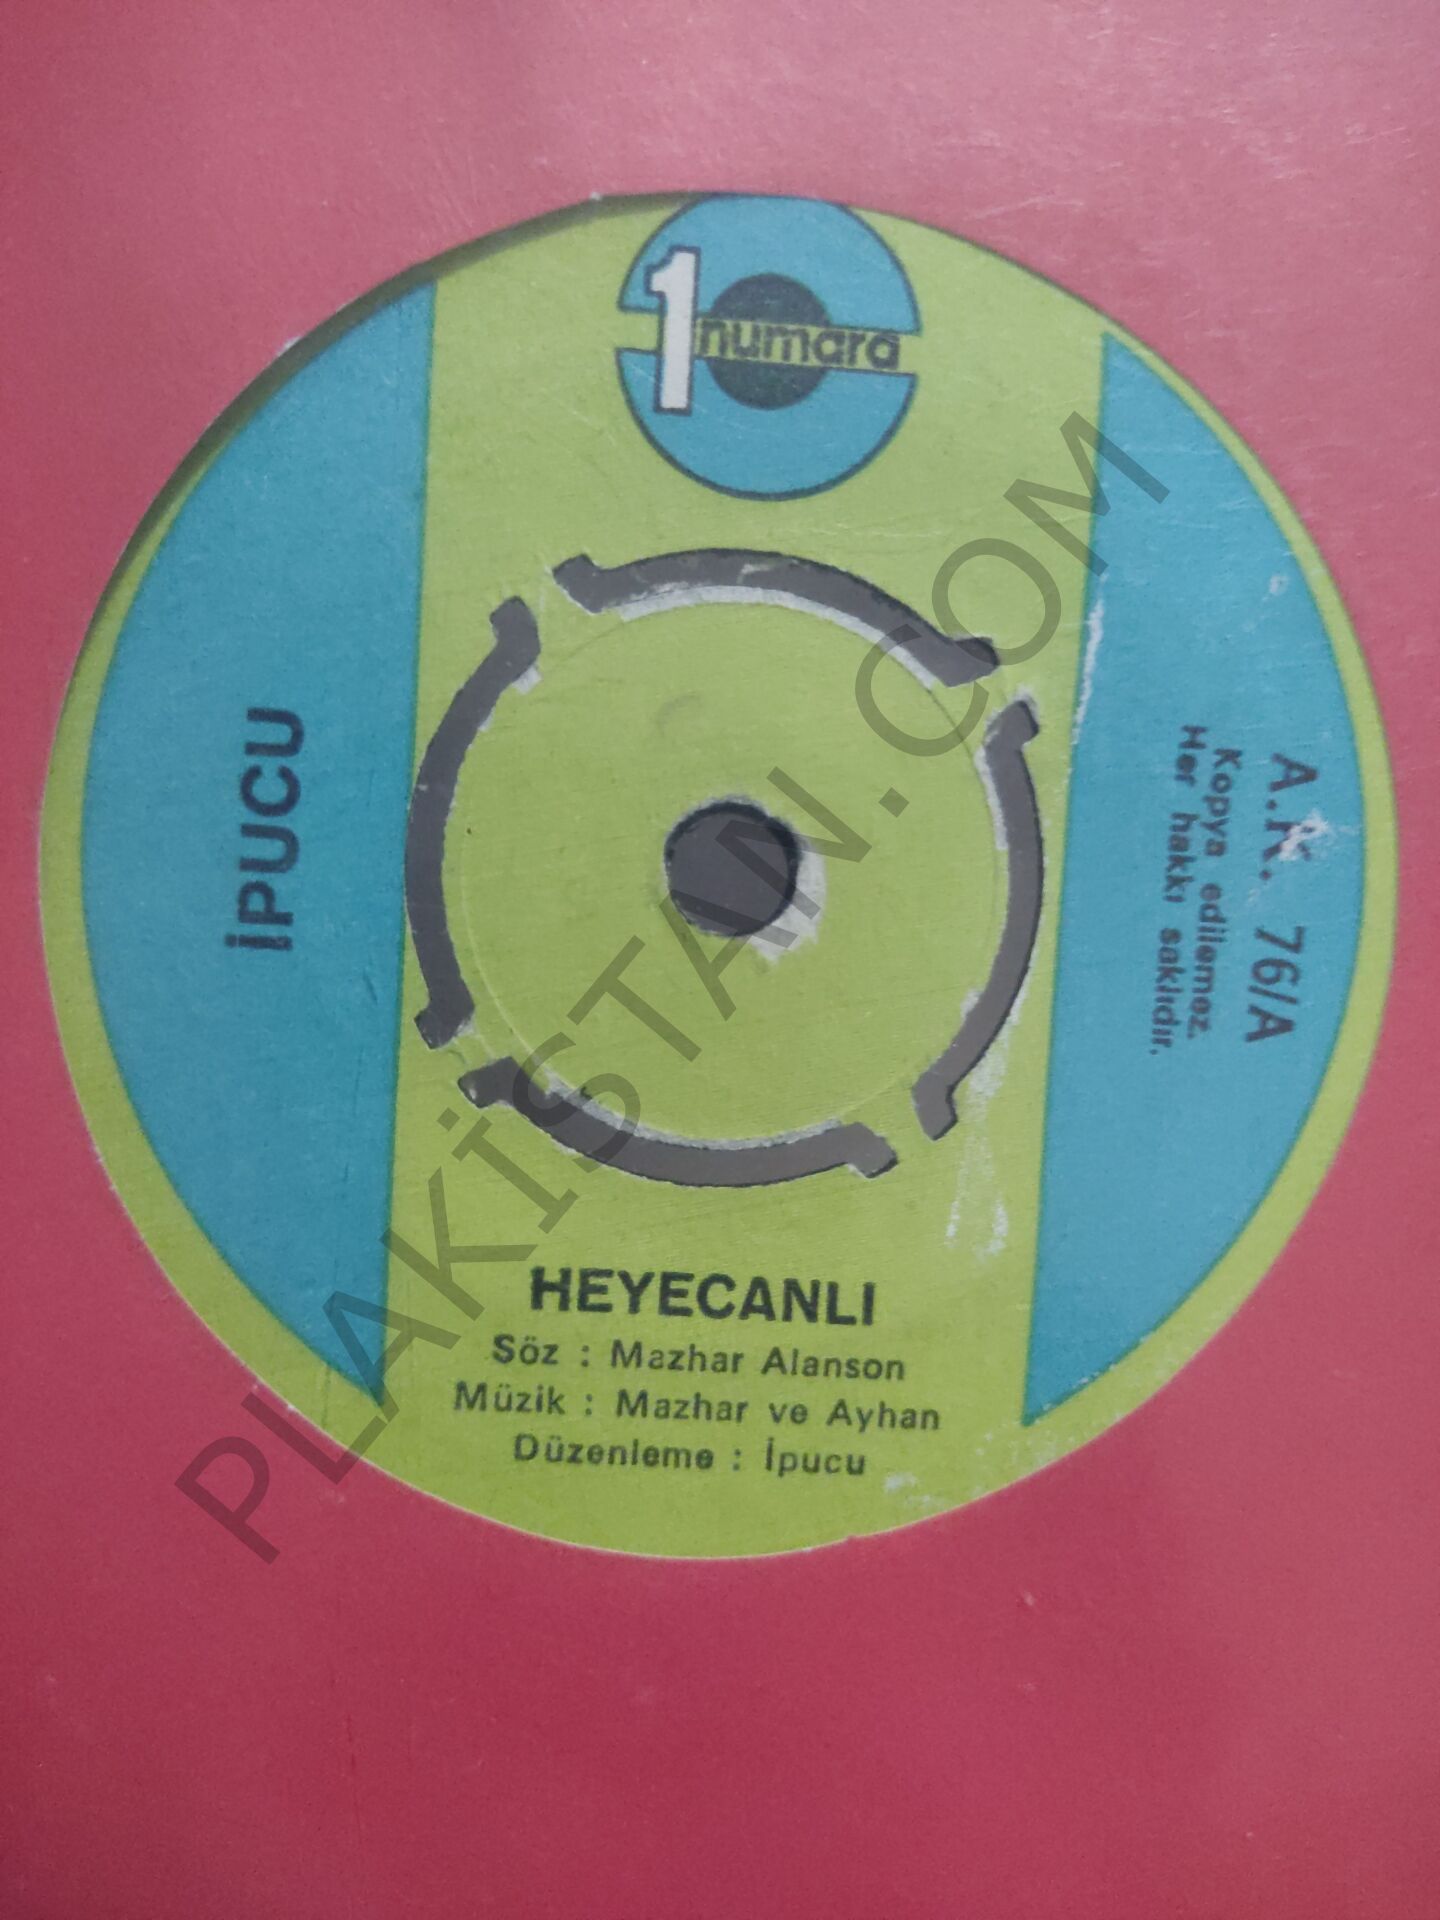 1 numara
İPUCU
A.K. 76/A
Kopya edilemez.
Her hakkı saklıdır.
HEYECANLI
Söz : Mazhar Alanson
Müzik : Mazhar ve Ayhan
Düzenleme : İpucu
PLAKİSTAN.COM